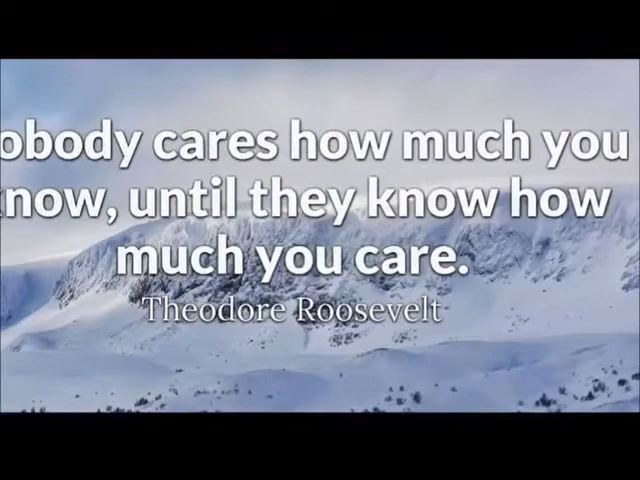 obody cares how much you
now, until they know how
much you care.
Theodore Roosevelt